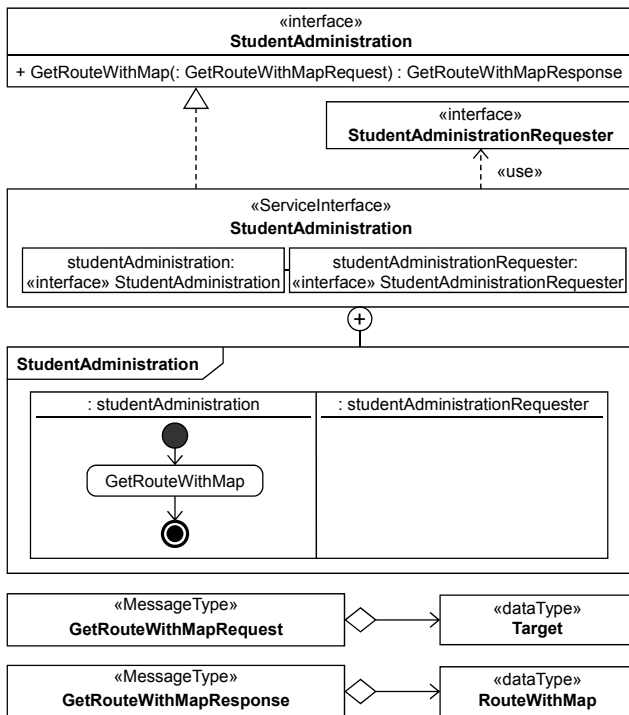 «interface»
StudentAdministration
+ GetRouteWithMap(: GetRouteWithMapRequest) : GetRouteWithMapResponse
«interface»
StudentAdministrationRequester
«use»
«ServiceInterface»
StudentAdministration
studentAdministration:
«interface» StudentAdministration
studentAdministrationRequester:
«interface» StudentAdministrationRequester
StudentAdministration
: studentAdministration
: studentAdministrationRequester
GetRouteWithMap
«MessageType»
GetRouteWithMapRequest
«dataType»
Target
«MessageType»
GetRouteWithMapResponse
«dataType»
RouteWithMap